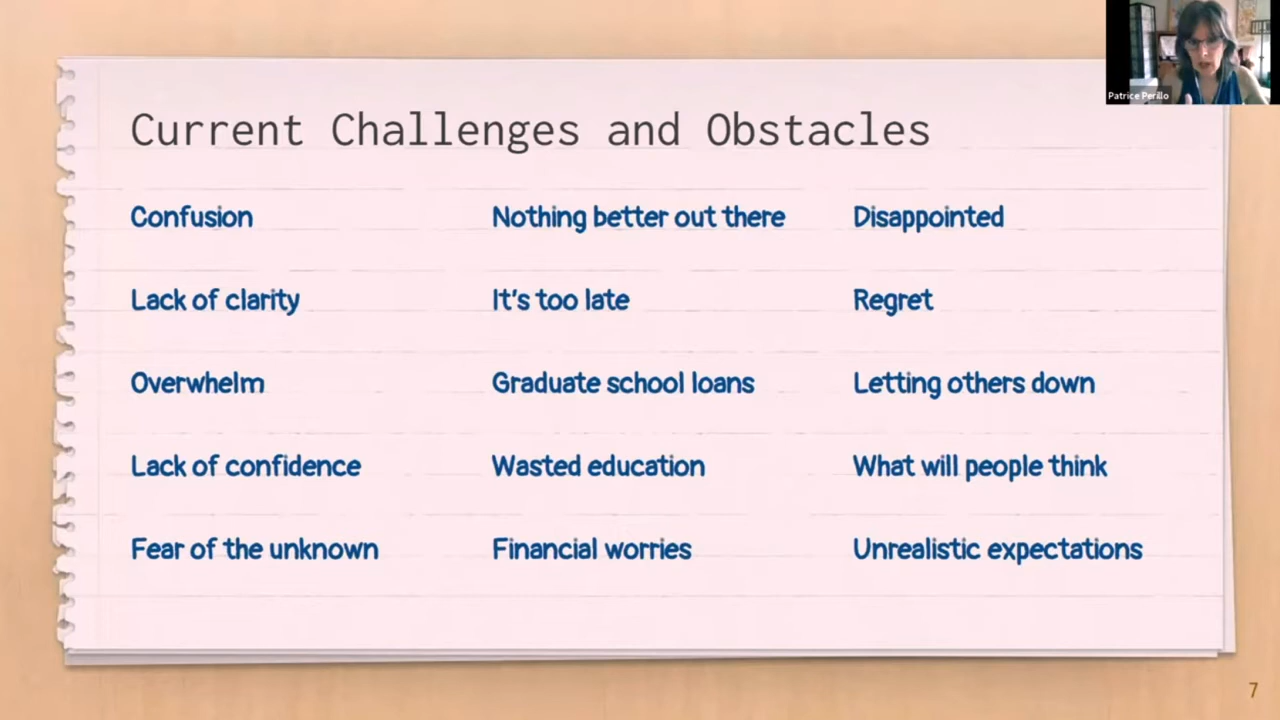 Patrice Perillo
Current Challenges and Obstacles
Confusion
Lack of clarity
Overwhelm
Lack of confidence
Fear of the unknown
Nothing better out there
It's too late
Graduate school loans
Wasted education
Financial worries
Disappointed
Regret
Letting others down
What will people think
Unrealistic expectations
7